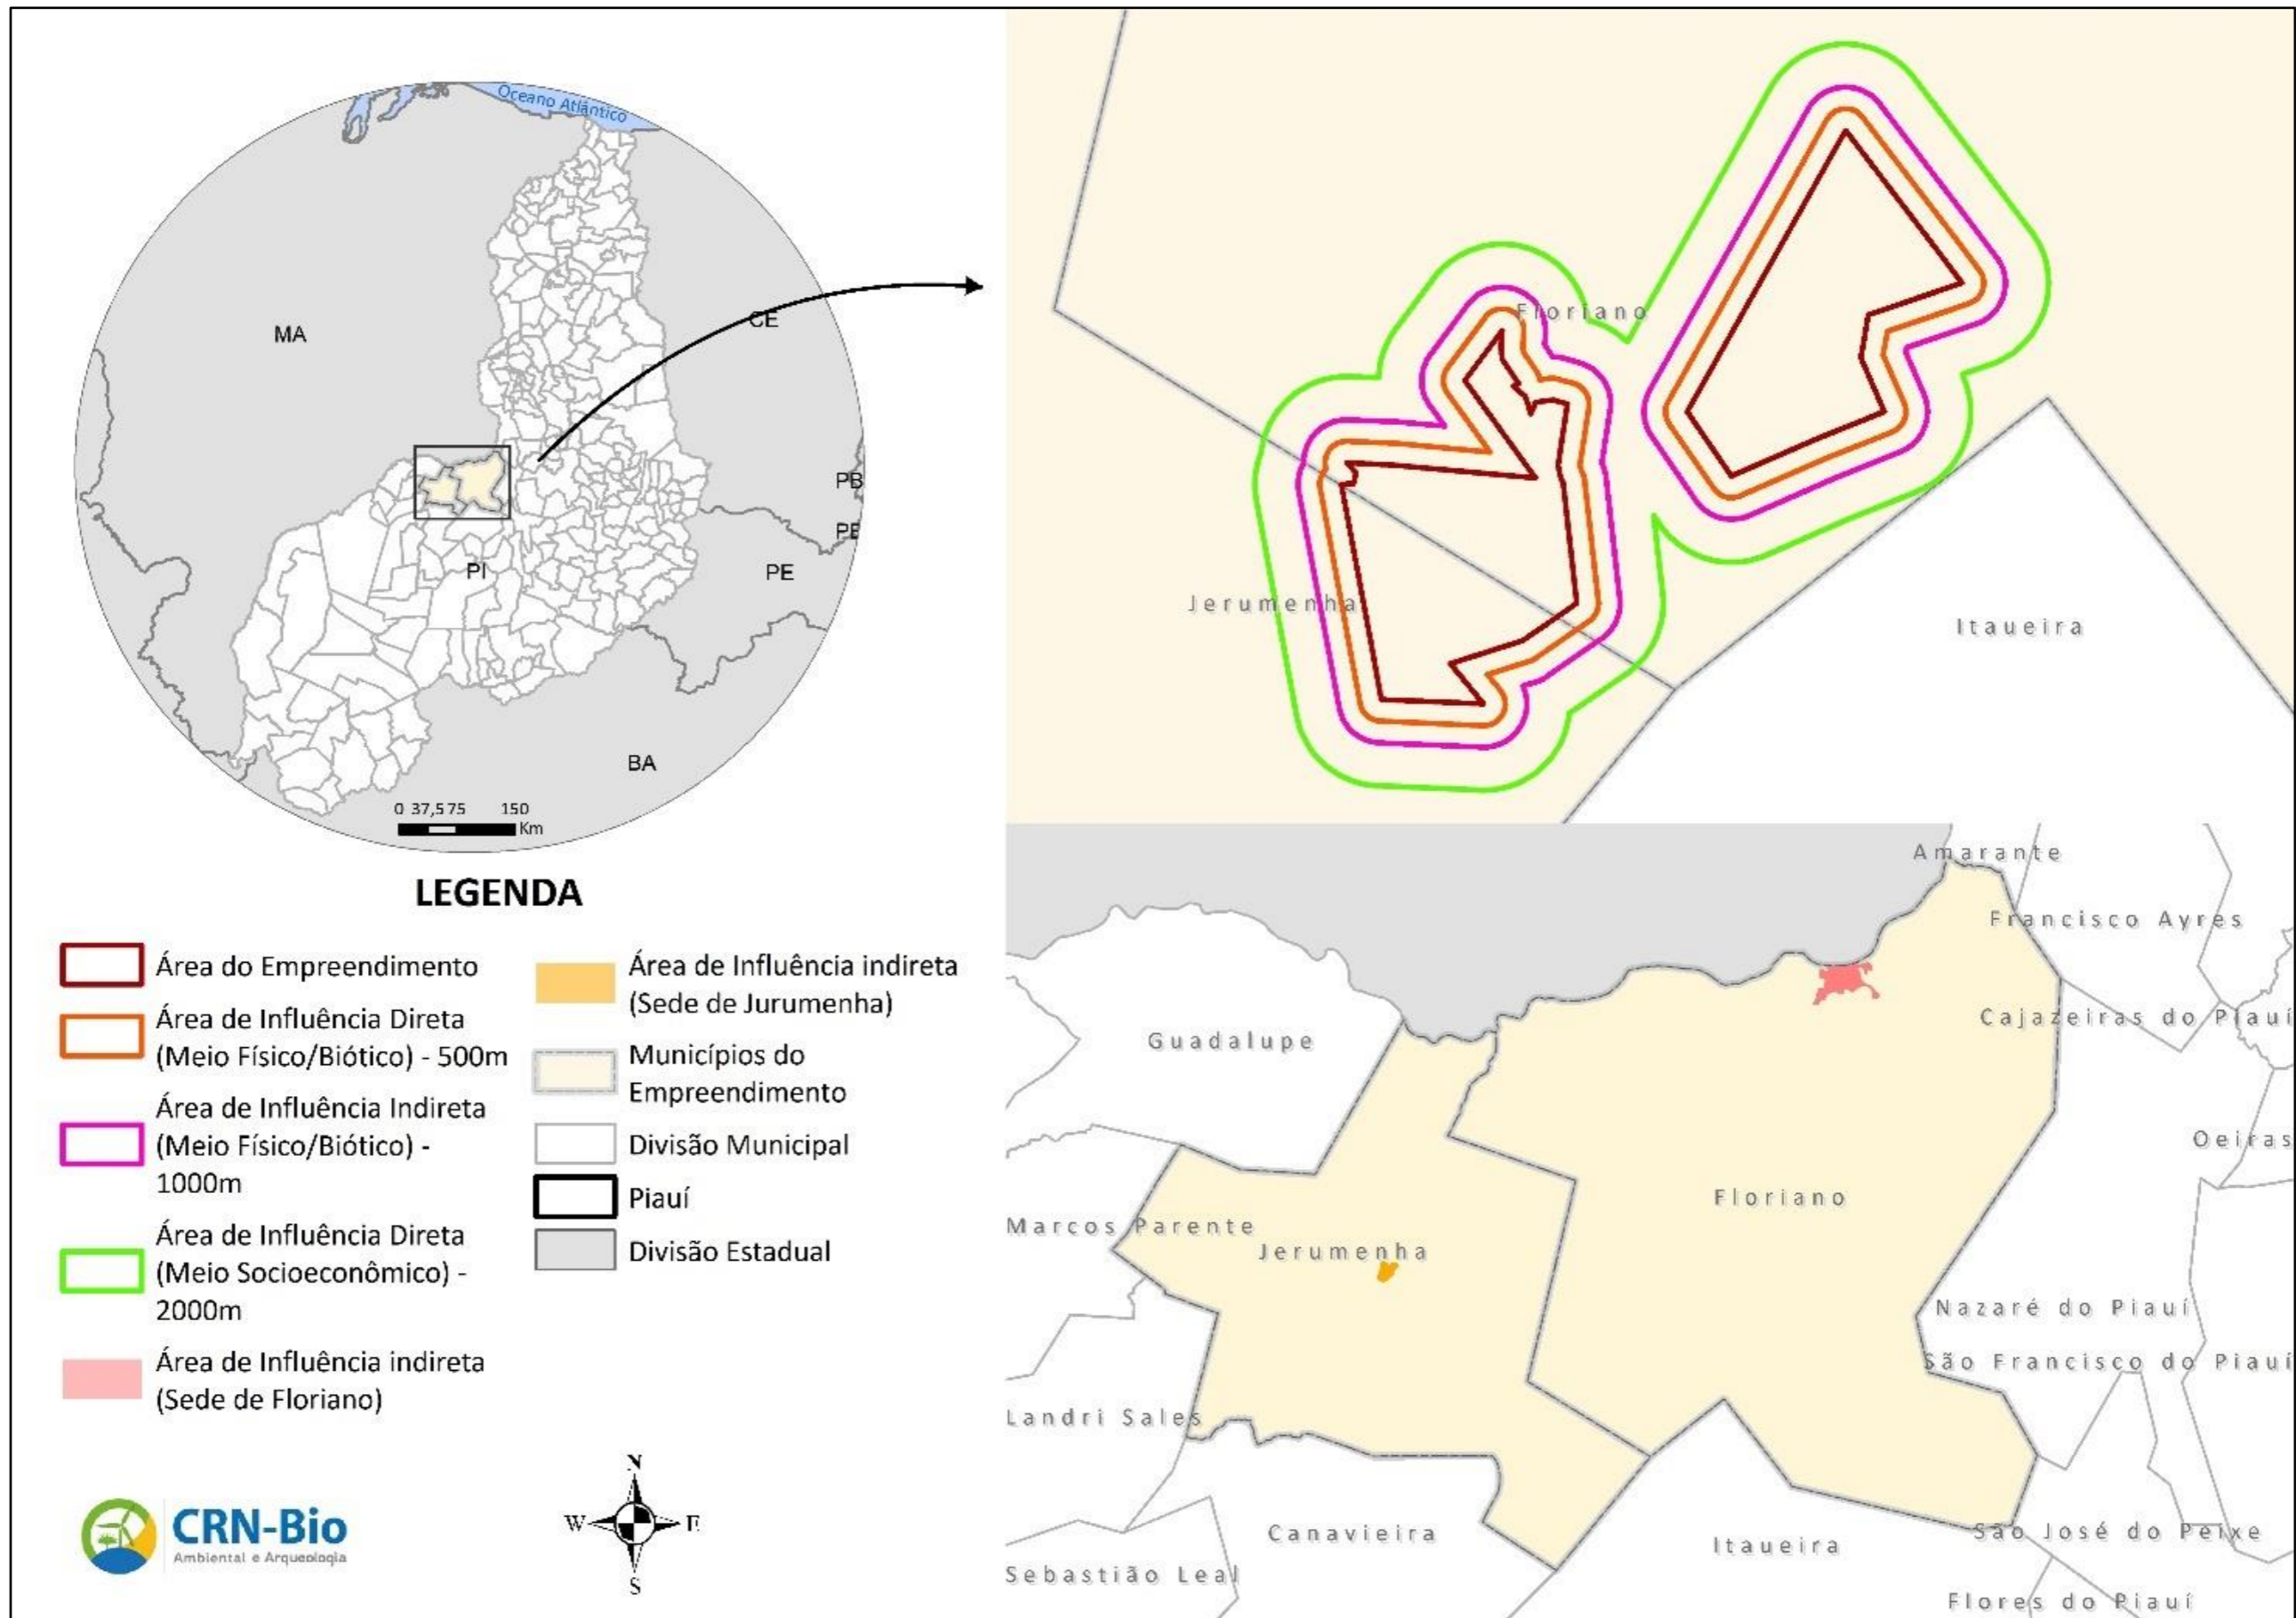 Oceano Atlântico
MA
CE
PB
PE
PI
PE
BA
0 37,5 75 150
Km
LEGENDA
Área do Empreendimento
Área de Influência Direta
(Meio Físico/Biótico) - 500m
Área de Influência Indireta
(Meio Físico/Biótico) -
1000m
Área de Influência Direta
(Meio Socioeconômico) -
2000m
Área de Influência indireta
(Sede de Floriano)
Área de Influência indireta
(Sede de Jurumenha)
Municípios do
Empreendimento
Divisão Municipal
Piauí
Divisão Estadual
CRN-Bio
Ambiental e Arqueologia
N
W E
S
Floriano
Jerumenha
Itaueira
Amarante
Francisco Ayres
Cajazeiras do Piauí
Guadalupe
Oeiras
Floriano
Marcos Parente
Jerumenha
Nazaré do Piauí
São Francisco do Piauí
Landri Sales
Canavieira
Itaueira
São José do Peixe
Sebastião Leal
Flores do Piauí